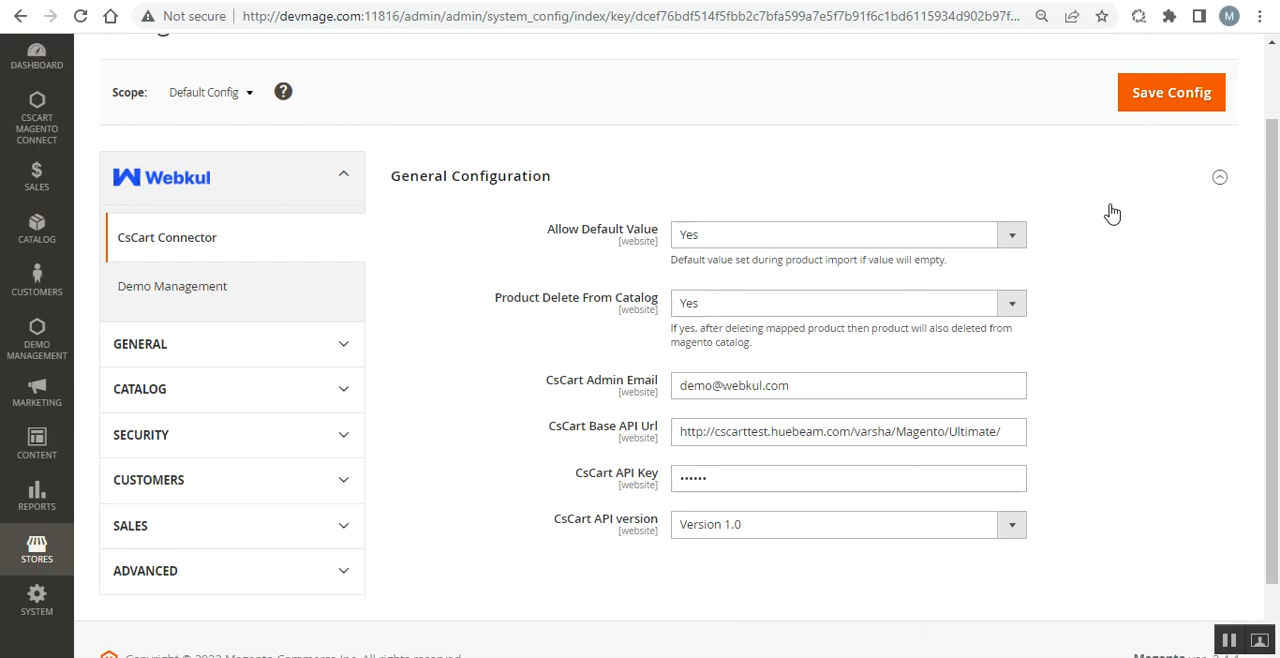 Not secure
http://devmage.com:11816/admin/admin/system_config/index/key/dcef76bdf514f5fbb2c7bfa599a7e5f7b91f6c1bd6115934d902b97f...
M
DASHBOARD
CSCART
MAGENTO
CONNECT
SALES
CATALOG
CUSTOMERS
DEMO
MANAGEMENT
MARKETING
CONTENT
REPORTS
STORES
SYSTEM
Scope: Default Config ?
Save Config
Webkul
CsCart Connector
Demo Management
GENERAL
CATALOG
SECURITY
CUSTOMERS
SALES
ADVANCED
General Configuration
Allow Default Value
[website]
Yes
Default value set during product import if value will empty.
Product Delete From Catalog
[website]
Yes
If yes, after deleting mapped product then product will also deleted from
magento catalog.
CsCart Admin Email
[website]
demo@webkul.com
CsCart Base API Url
[website]
http://cscarttest.huebeam.com/varsha/Magento/Ultimate/
CsCart API Key
[website]
••••••
CsCart API version
[website]
Version 1.0